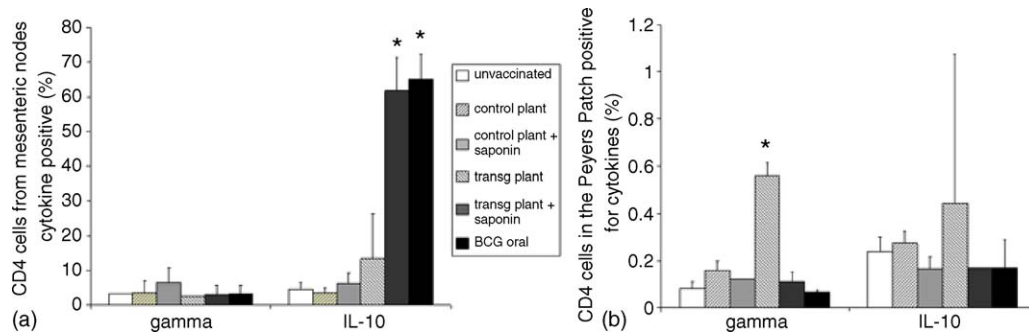 CD4 cells from mesenteric nodes
cytokine positive (%)
80
70
60
50
40
30
20
10
0
* *
gamma IL-10
(a)
unvaccinated
control plant
control plant +
saponin
transg plant
transg plant +
saponin
BCG oral
CD4 cells in the Peyers Patch positive
for cytokines (%)
1.2
1
0.8
0.6
0.4
0.2
0
*
gamma IL-10
(b)